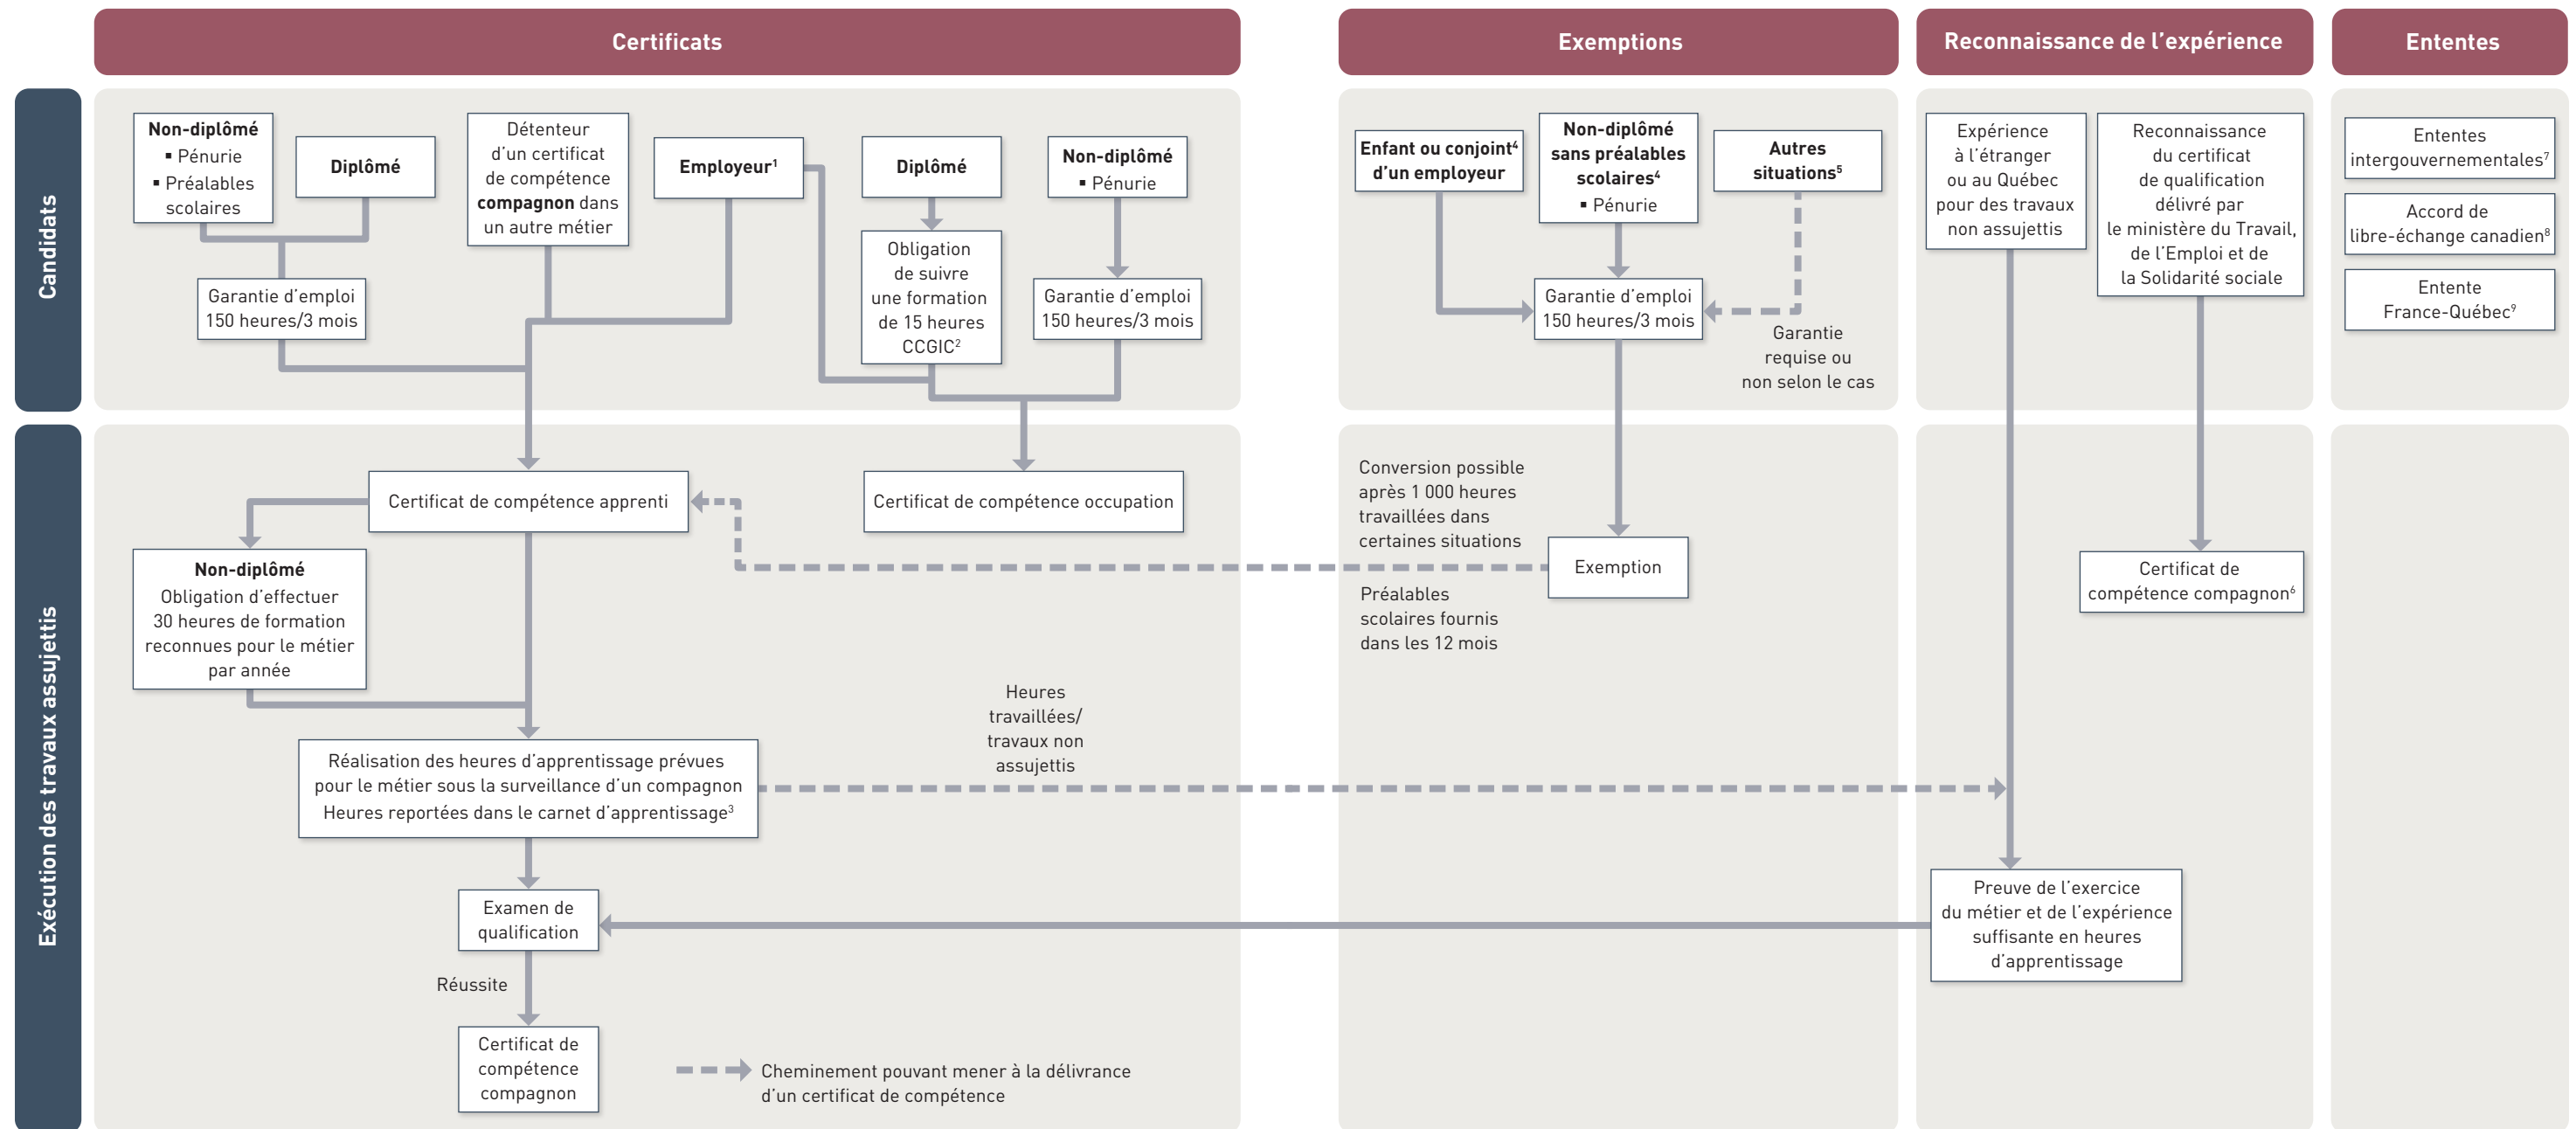 Certificats
Exemptions
Reconnaissance de l’expérience
Ententes
Candidats
Non-diplômé
▪ Pénurie
▪ Préalables
scolaires
Diplômé
Détenteur
d’un certificat
de compétence
compagnon dans
un autre métier
Employeur¹
Diplômé
Non-diplômé
▪ Pénurie
Garantie d’emploi
150 heures/3 mois
Obligation
de suivre
une formation
de 15 heures
CCGIC²
Garantie d’emploi
150 heures/3 mois
Enfant ou conjoint⁴
d’un employeur
Non-diplômé
sans préalables
scolaires⁴
▪ Pénurie
Autres
situations⁵
Garantie d’emploi
150 heures/3 mois
Garantie
requise ou
non selon le cas
Expérience
à l’étranger
ou au Québec
pour des travaux
non assujettis
Reconnaissance
du certificat
de qualification
délivré par
le ministère du Travail,
de l’Emploi et de
la Solidarité sociale
Ententes
intergouvernementales⁷
Accord de
libre-échange canadien⁸
Entente
France-Québec⁹
Exécution des travaux assujettis
Certificat de compétence apprenti
Certificat de compétence occupation
Non-diplômé
Obligation d’effectuer
30 heures de formation
reconnues pour le métier
par année
Conversion possible
après 1 000 heures
travaillées dans
certaines situations
Exemption
Préalables
scolaires fournis
dans les 12 mois
Certificat de
compétence compagnon⁶
Heures
travaillées/
travaux non
assujettis
Réalisation des heures d’apprentissage prévues
pour le métier sous la surveillance d’un compagnon
Heures reportées dans le carnet d’apprentissage³
Preuve de l’exercice
du métier et de l’expérience
suffisante en heures
d’apprentissage
Examen de
qualification
Réussite
Certificat de
compétence
compagnon
Cheminement pouvant mener à la délivrance
d’un certificat de compétence